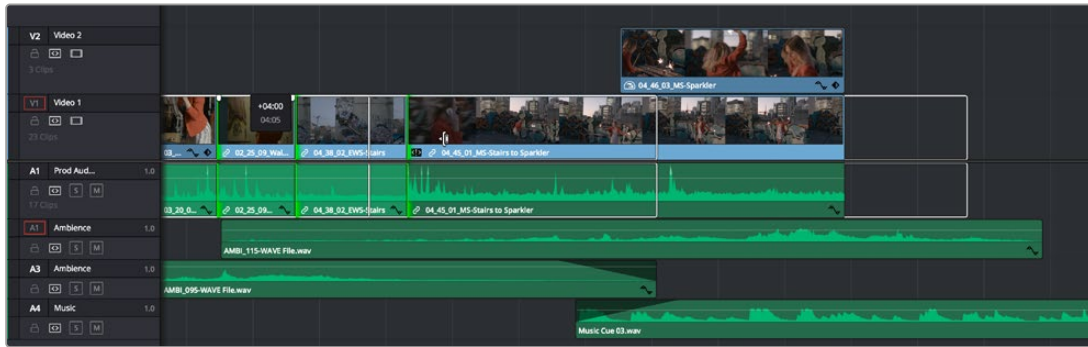 V2 Video 2
3 Clips
04_46_03_MS-Sparkler
V1 Video 1
23 Clips
+04:00
04:05
03_...
02_25_09_Wal...
04_38_02_EWS-Stairs
04_45_01_MS-Stairs to Sparkler
A1 Prod Aud... 1.0
S M
17 Clips
03_20_0...
02_25_09...
04_38_02_EWS-Stairs
04_45_01_MS-Stairs to Sparkler
A1 Ambience 1.0
S M
AMBI_115-WAVE File.wav
A3 Ambience 1.0
S M
AMBI_095-WAVE File.wav
A4 Music 1.0
S M
Music Cue 03.wav